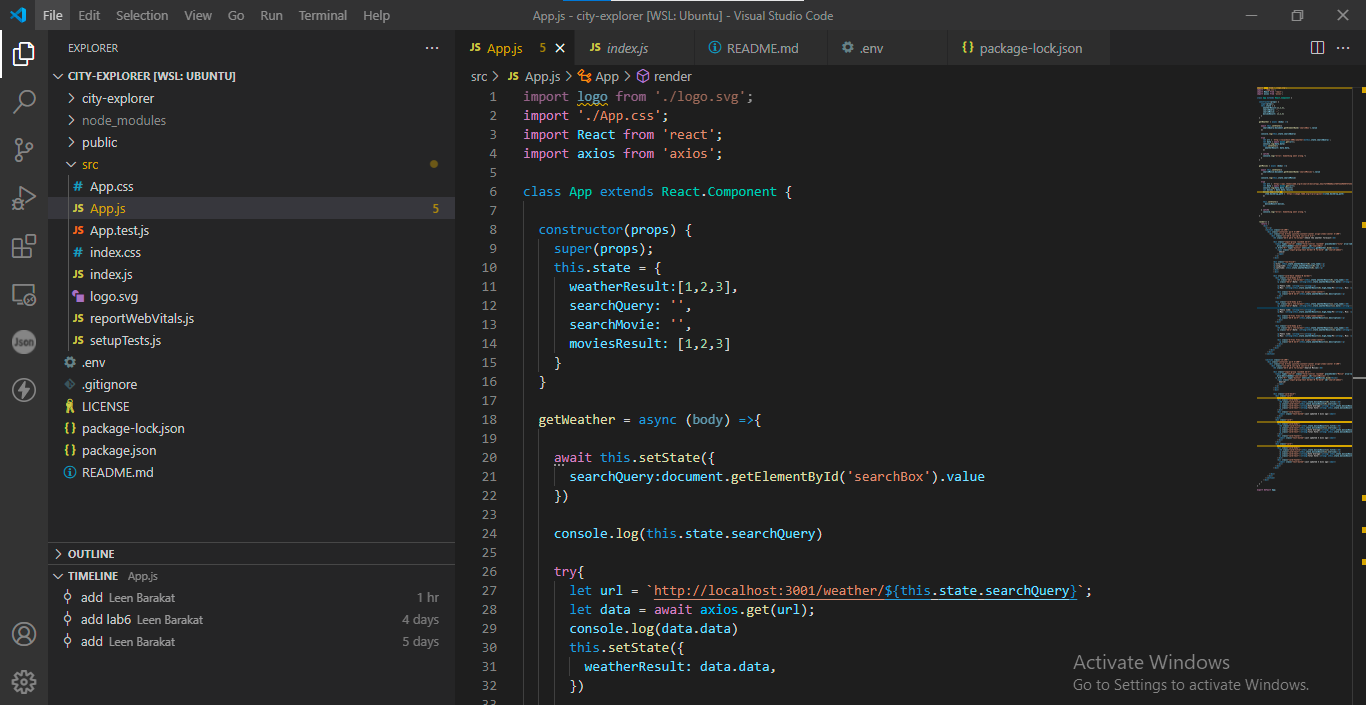 File Edit Selection View Go Run Terminal Help App.js - city-explorer [WSL: Ubuntu] - Visual Studio Code
EXPLORER
CITY-EXPLORER [WSL: UBUNTU]
city-explorer
node_modules
public
src
# App.css
JS App.js 5
JS App.test.js
# index.css
JS index.js
logo.svg
JS reportWebVitals.js
JS setupTests.js
.env
.gitignore
LICENSE
{} package-lock.json
{} package.json
README.md
OUTLINE
TIMELINE App.js
add Leen Barakat 1 hr
add lab6 Leen Barakat 4 days
add Leen Barakat 5 days
Json
JS App.js 5 JS index.js README.md .env {} package-lock.json
src > JS App.js > App > render
1 import logo from './logo.svg';
2 import './App.css';
3 import React from 'react';
4 import axios from 'axios';
5
6 class App extends React.Component {
7
8 constructor(props) {
9 super(props);
10 this.state = {
11 weatherResult:[1,2,3],
12 searchQuery: '',
13 searchMovie: '',
14 moviesResult: [1,2,3]
15 }
16 }
17
18 getWeather = async (body) =>{
19
20 await this.setState({
21 searchQuery:document.getElementById('searchBox').value
22 })
23
24 console.log(this.state.searchQuery)
25
26 try{
27 let url = `http://localhost:3001/weather/${this.state.searchQuery}`;
28 let data = await axios.get(url);
29 console.log(data.data)
30 this.setState({
31 weatherResult: data.data,
32 })
33
Activate Windows
Go to Settings to activate Windows.